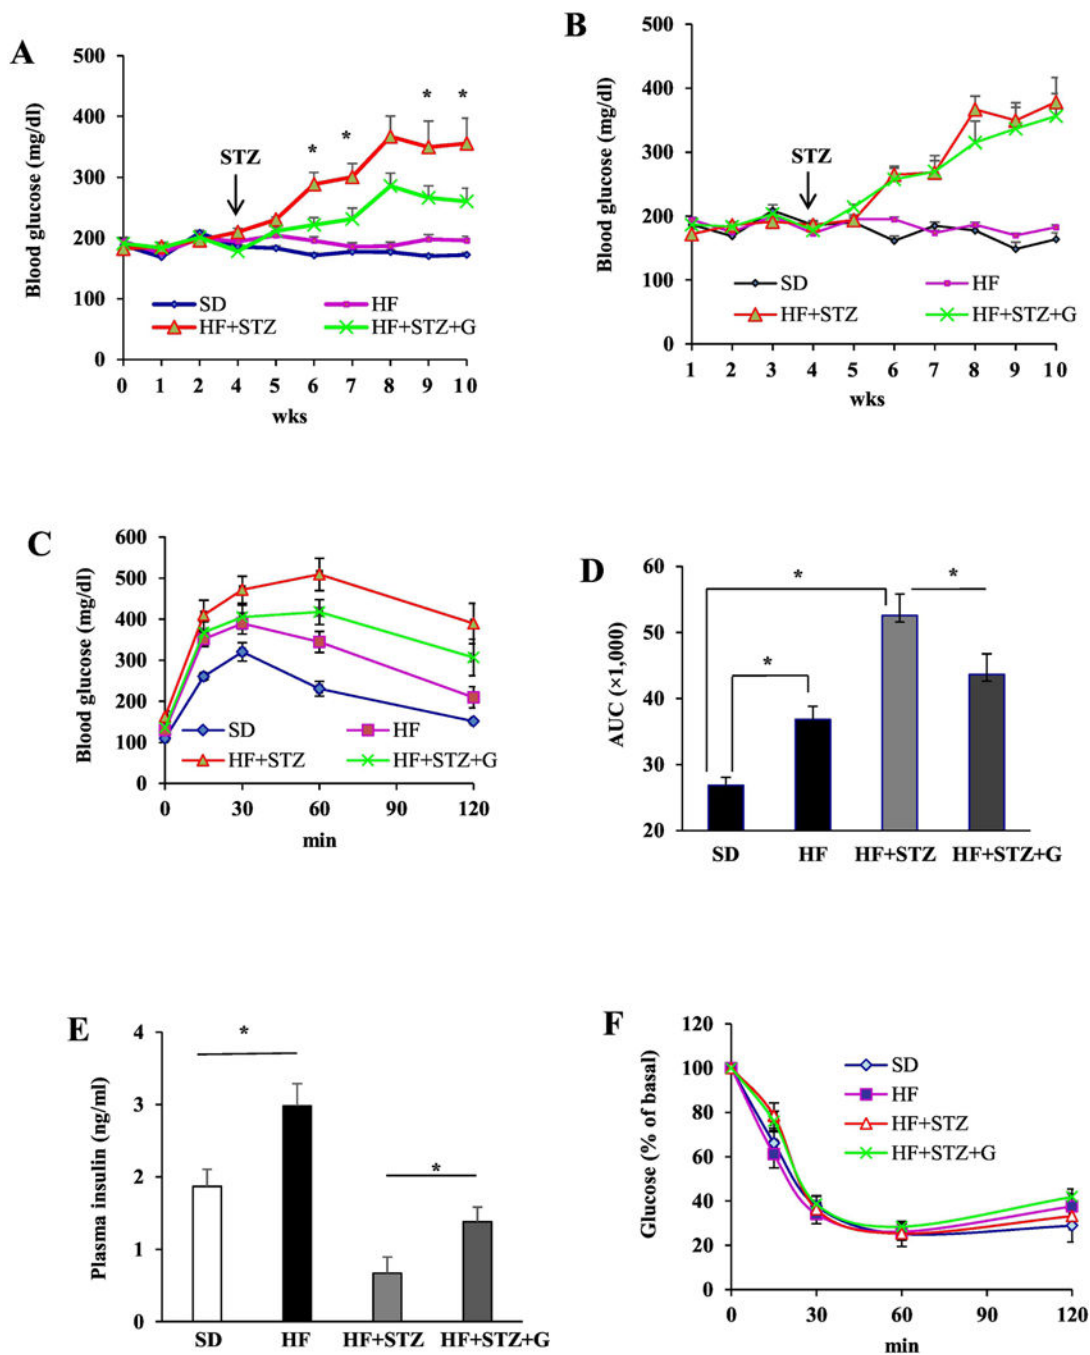 A
Blood glucose (mg/dl)
500
400
300
200
100
0
STZ
* * * *
SD HF
HF+STZ HF+STZ+G
0 1 2 4 5 6 7 8 9 10
wks
B
Blood glucose (mg/dl)
500
400
300
200
100
0
STZ
SD HF
HF+STZ HF+STZ+G
1 2 3 4 5 6 7 8 9 10
wks
C
Blood glucose (mg/dl)
600
500
400
300
200
100
0
SD HF
HF+STZ HF+STZ+G
0 30 60 90 120
min
D
AUC (×1,000)
60
50
40
30
20
* * *
SD HF HF+STZ HF+STZ+G
E
Plasma insulin (ng/ml)
4
3
2
1
0
* *
SD HF HF+STZ HF+STZ+G
F
Glucose (% of basal)
120
100
80
60
40
20
0
SD
HF
HF+STZ
HF+STZ+G
0 30 60 90 120
min